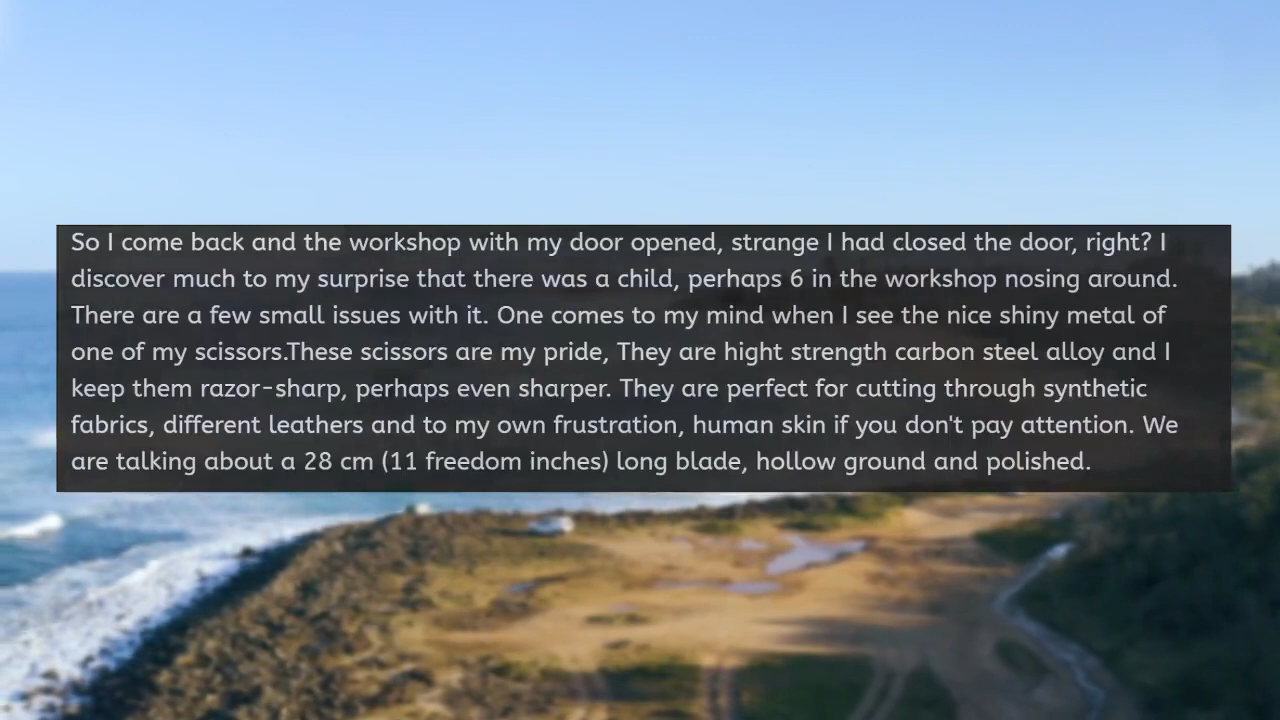 So I come back and the workshop with my door opened, strange I had closed the door, right? I
discover much to my surprise that there was a child, perhaps 6 in the workshop nosing around.
There are a few small issues with it. One comes to my mind when I see the nice shiny metal of
one of my scissors.These scissors are my pride, They are hight strength carbon steel alloy and I
keep them razor-sharp, perhaps even sharper. They are perfect for cutting through synthetic
fabrics, different leathers and to my own frustration, human skin if you don't pay attention. We
are talking about a 28 cm (11 freedom inches) long blade, hollow ground and polished.